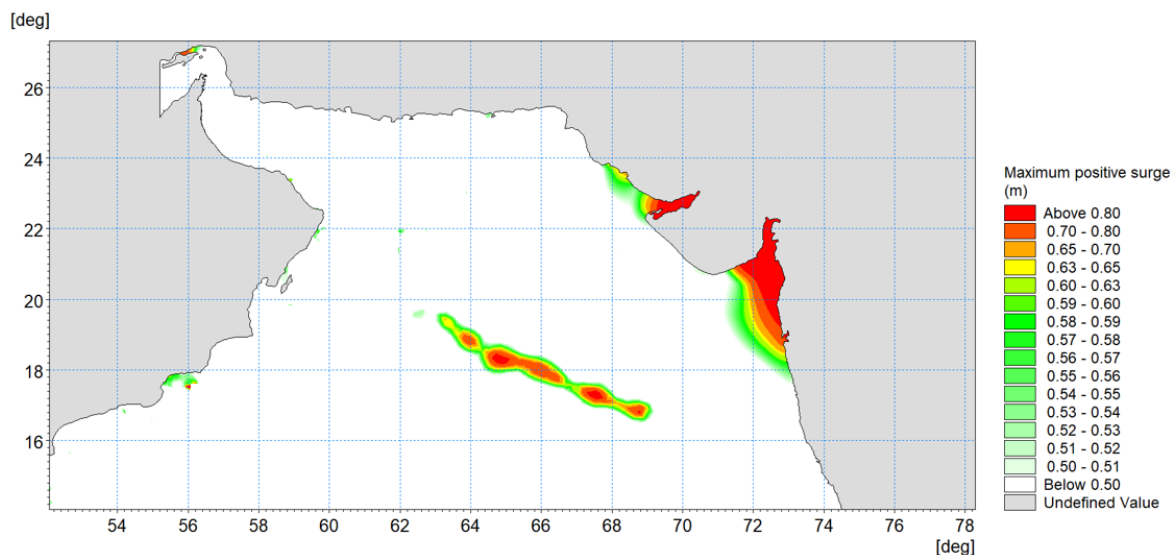 [deg]
26
24
22
20
18
16
54 56 58 60 62 64 66 68 70 72 74 76 78
[deg]
Maximum positive surge
(m)
Above 0.80
0.70 - 0.80
0.65 - 0.70
0.63 - 0.65
0.60 - 0.63
0.59 - 0.60
0.58 - 0.59
0.57 - 0.58
0.56 - 0.57
0.55 - 0.56
0.54 - 0.55
0.53 - 0.54
0.52 - 0.53
0.51 - 0.52
0.50 - 0.51
Below 0.50
Undefined Value